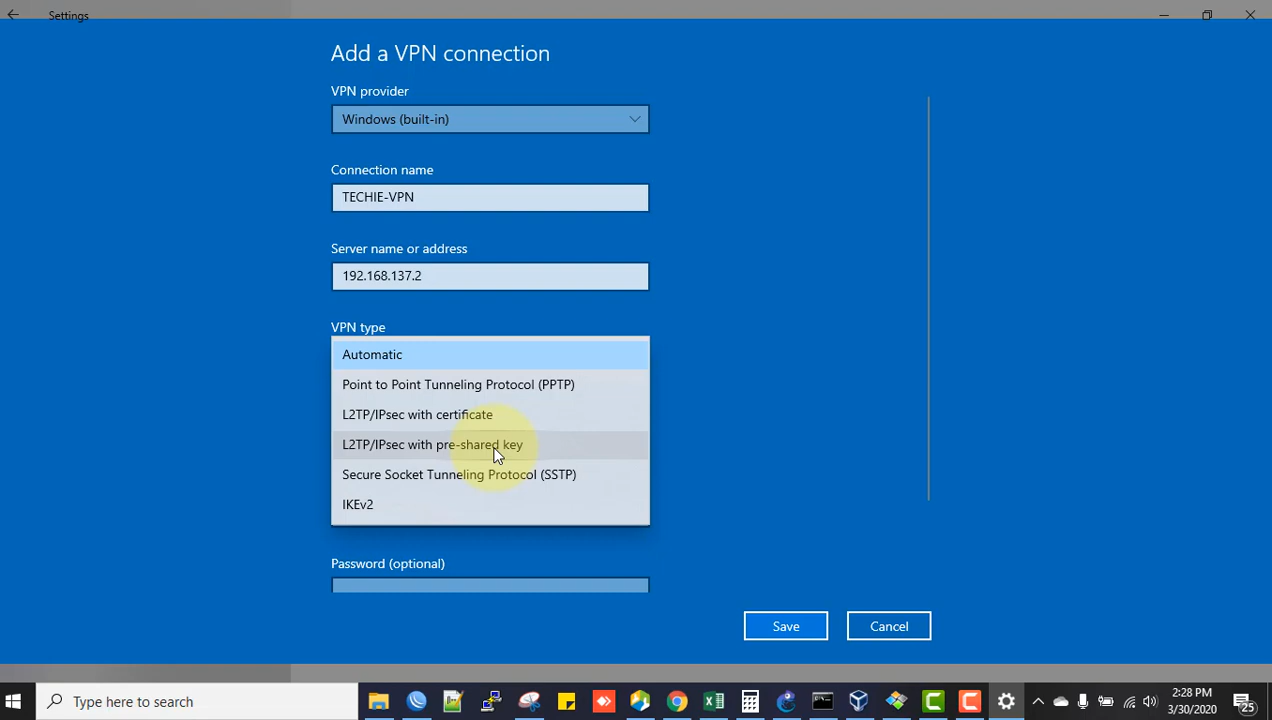 Settings
Add a VPN connection
VPN provider
Windows (built-in)
Connection name
TECHIE-VPN
Server name or address
192.168.137.2
VPN type
Automatic
Point to Point Tunneling Protocol (PPTP)
L2TP/IPsec with certificate
L2TP/IPsec with pre-shared key
Secure Socket Tunneling Protocol (SSTP)
IKEv2
Password (optional)
Save Cancel
Type here to search
2:28 PM
3/30/2020
25